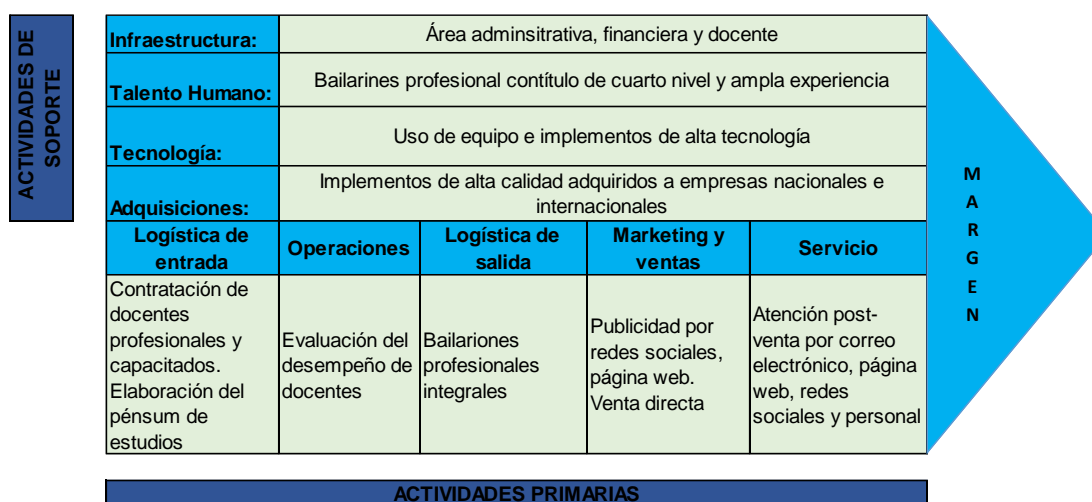 ACTIVIDADES DE
SOPORTE
Infraestructura:
Área adminsitrativa, financiera y docente
Talento Humano:
Bailarines profesional contítulo de cuarto nivel y ampla experiencia
Tecnología:
Uso de equipo e implementos de alta tecnología
Adquisiciones:
Implementos de alta calidad adquiridos a empresas nacionales e
internacionales
Logística de
entrada
Operaciones
Logística de
salida
Marketing y
ventas
Servicio
Contratación de
docentes
profesionales y
capacitados.
Elaboración del
pénsum de
estudios
Evaluación del
desempeño de
docentes
Bailariones
profesionales
integrales
Publicidad por
redes sociales,
página web.
Venta directa
Atención post-
venta por correo
electrónico, página
web, redes
sociales y personal
M
A
R
G
E
N
ACTIVIDADES PRIMARIAS